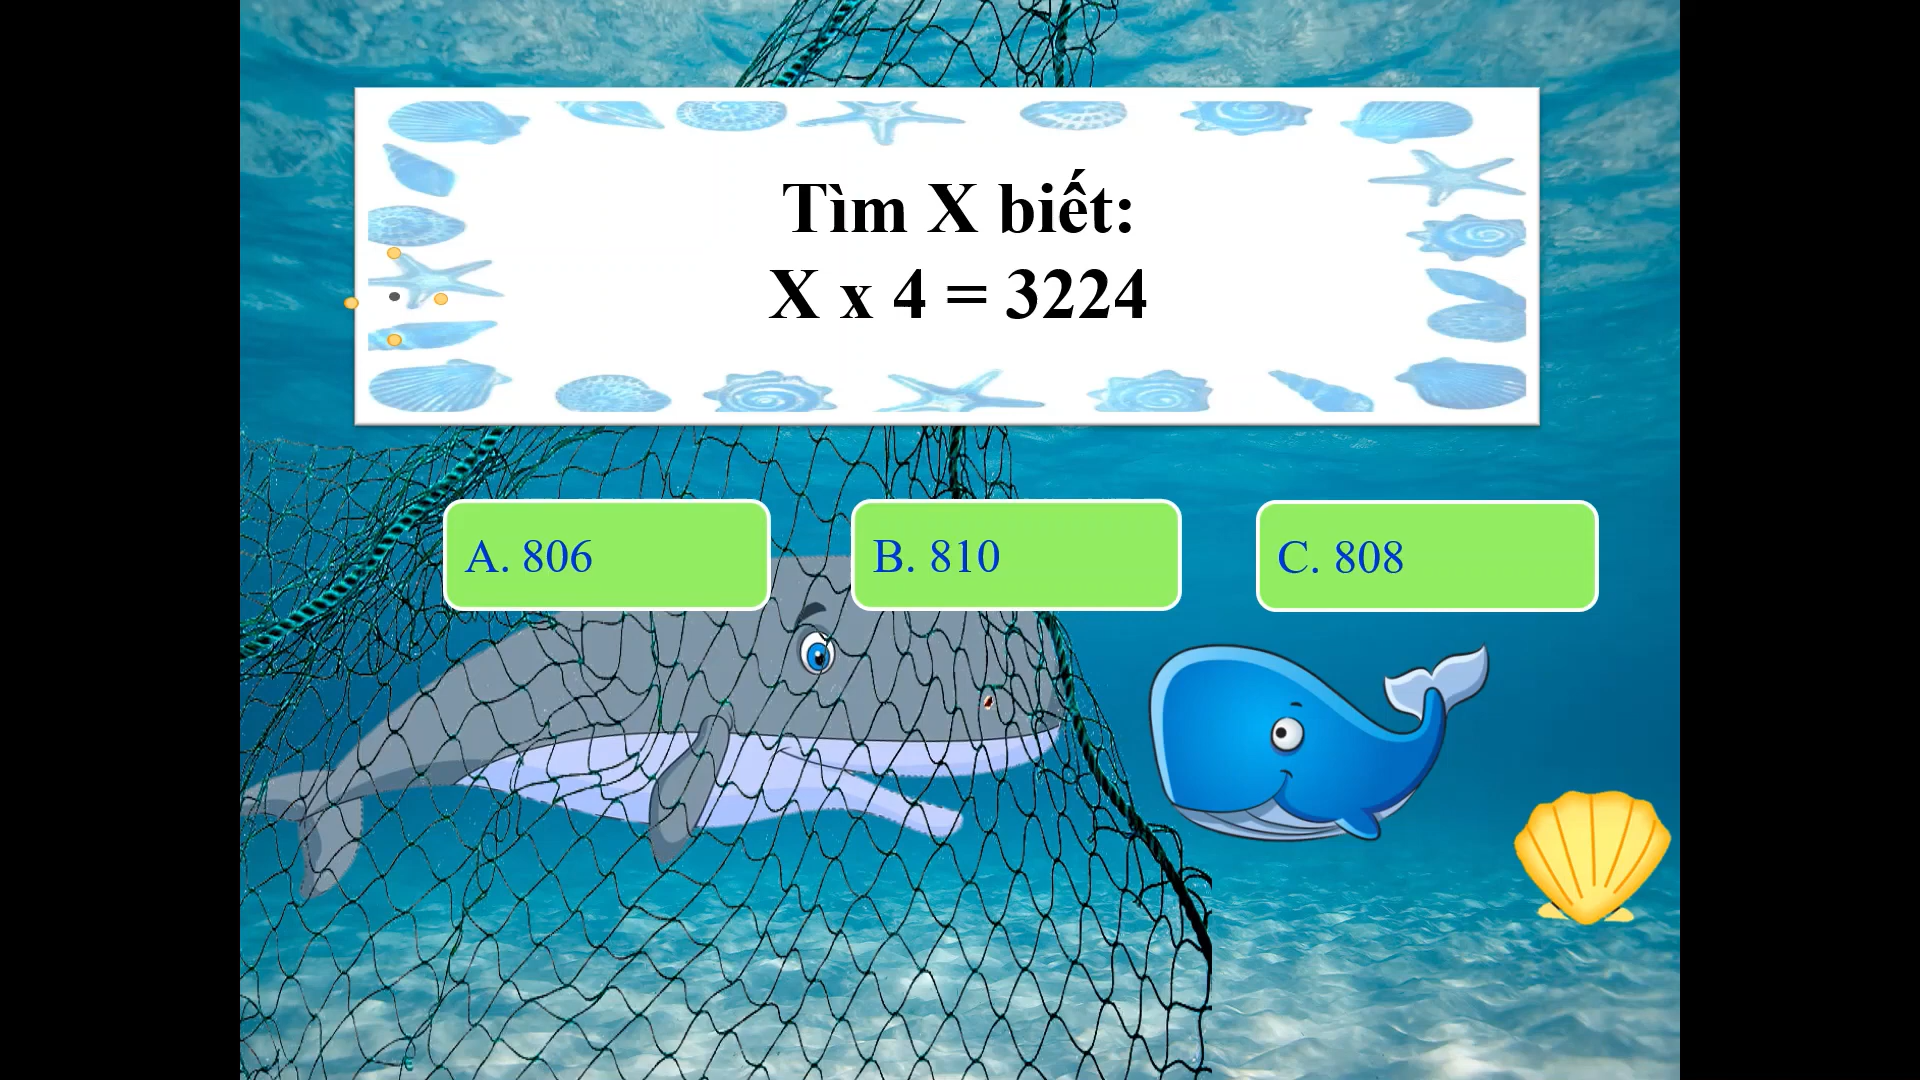 Tìm X biết:
X x 4 = 3224
A. 806
B. 810
C. 808